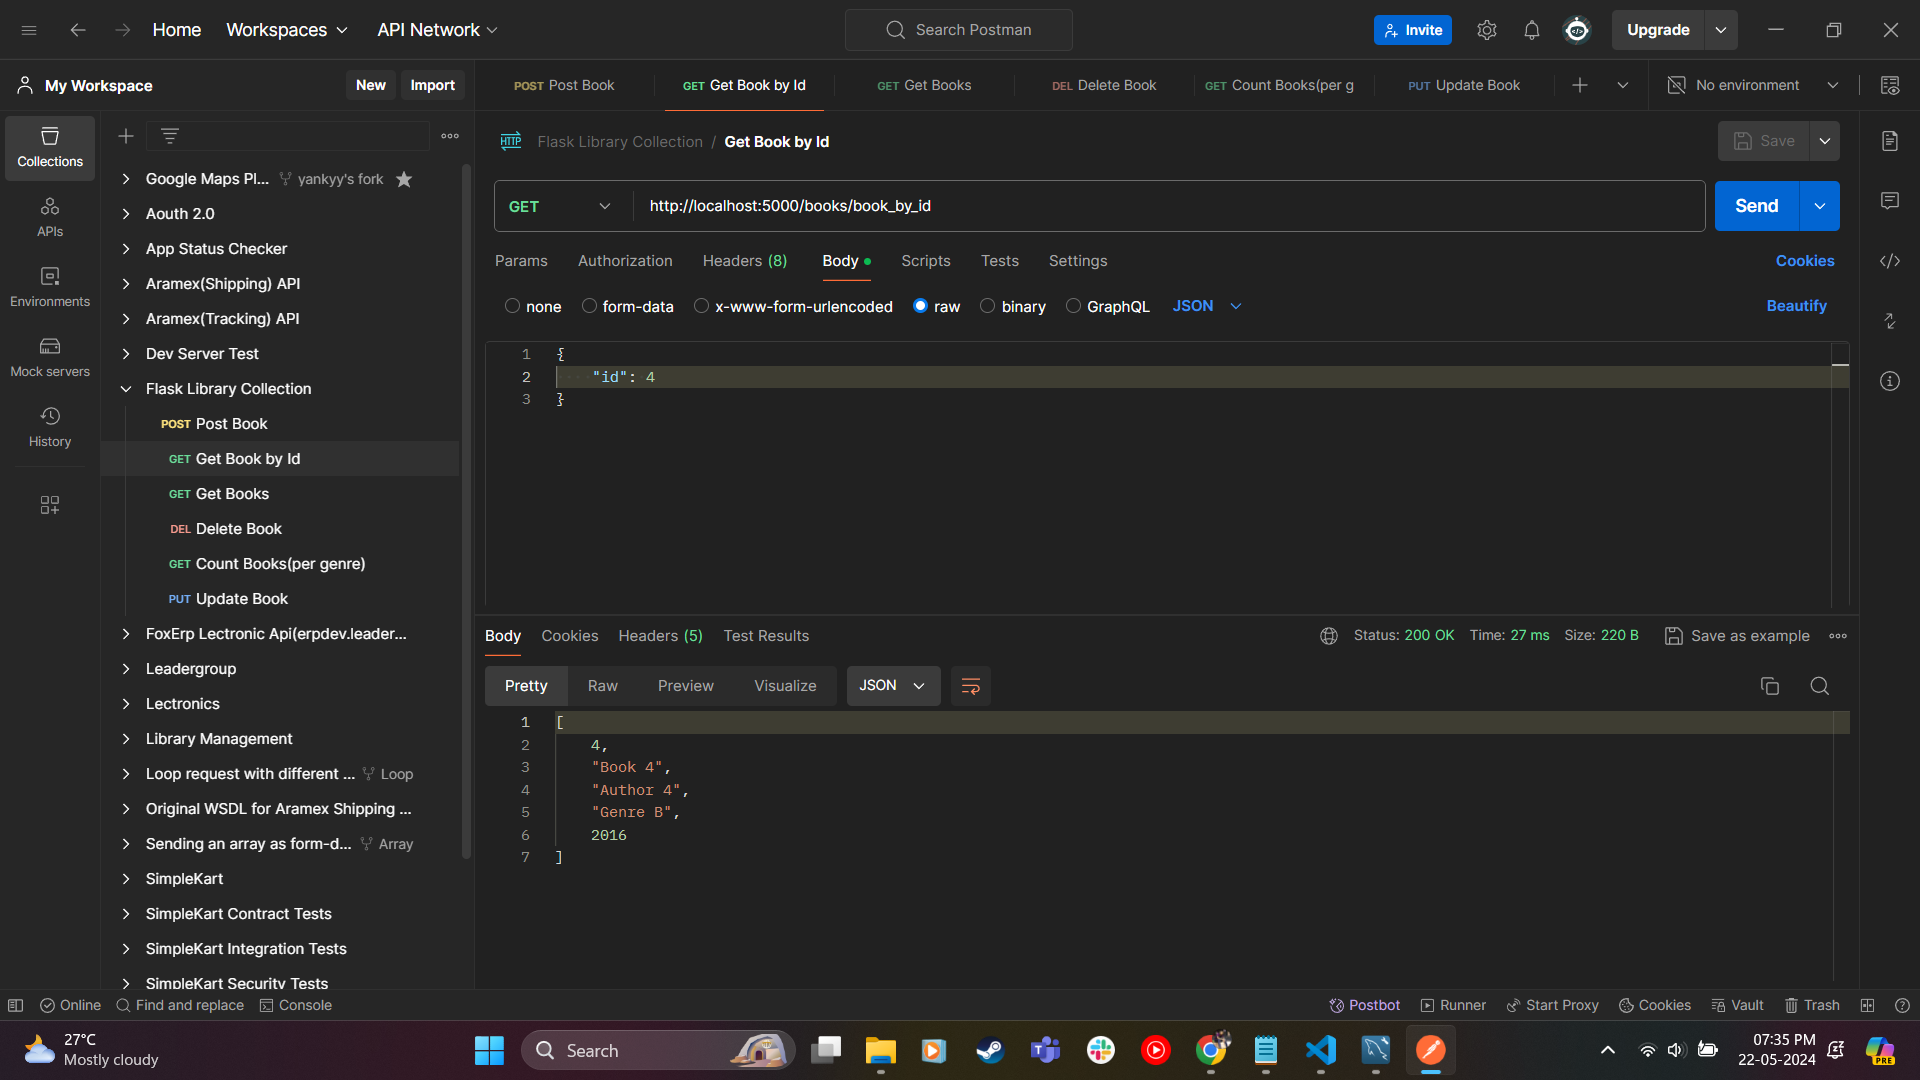 Home Workspaces API Network Search Postman Invite Upgrade
My Workspace New Import
POST Post Book GET Get Book by Id GET Get Books DEL Delete Book GET Count Books(per g PUT Update Book No environment
Collections
APIs
Environments
Mock servers
History
Google Maps Pl... yankyy's fork
Aouth 2.0
App Status Checker
Aramex(Shipping) API
Aramex(Tracking) API
Dev Server Test
Flask Library Collection
POST Post Book
GET Get Book by Id
GET Get Books
DEL Delete Book
GET Count Books(per genre)
PUT Update Book
FoxErp Lectronic Api(erpdev.leader...
Leadergroup
Lectronics
Library Management
Loop request with different ... Loop
Original WSDL for Aramex Shipping ...
Sending an array as form-d... Array
SimpleKart
SimpleKart Contract Tests
SimpleKart Integration Tests
SimpleKart Security Tests
HTTP Flask Library Collection / Get Book by Id Save
GET http://localhost:5000/books/book_by_id Send
Params Authorization Headers (8) Body Scripts Tests Settings Cookies
none form-data x-www-form-urlencoded raw binary GraphQL JSON Beautify
1 {
2 "id": 4
3 }
Body Cookies Headers (5) Test Results Status: 200 OK Time: 27 ms Size: 220 B Save as example
Pretty Raw Preview Visualize JSON
1 [
2 4,
3 "Book 4",
4 "Author 4",
5 "Genre B",
6 2016
7 ]
Online Find and replace Console Postbot Runner Start Proxy Cookies Vault Trash
27°C
Mostly cloudy
Search
07:35 PM
22-05-2024
PRE